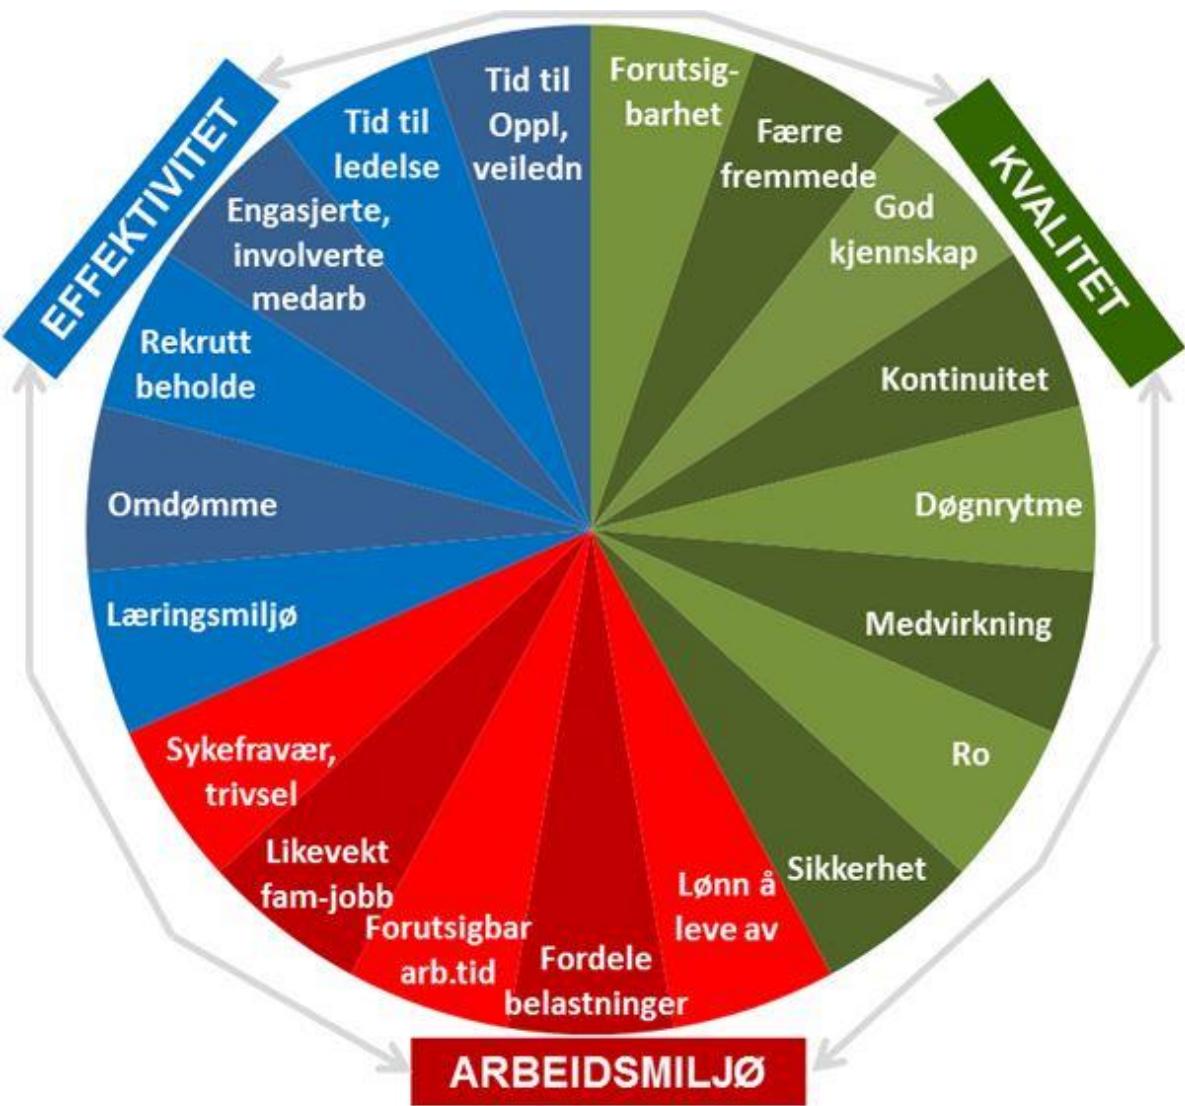 EFFEKTIVITET
KVALITET
ARBEIDSMILJØ
Forutsig-
barhet
Færre
fremmede
God
kjennskap
Kontinuitet
Døgnrytme
Medvirkning
Ro
Sikkerhet
Lønn å
leve av
Fordele
belastninger
Forutsigbar
arb.tid
Likevekt
fam-jobb
Sykefravær,
trivsel
Læringsmiljø
Omdømme
Rekrutt
beholde
Engasjerte,
involverte
medarb
Tid til
ledelse
Tid til
Oppl,
veiledn